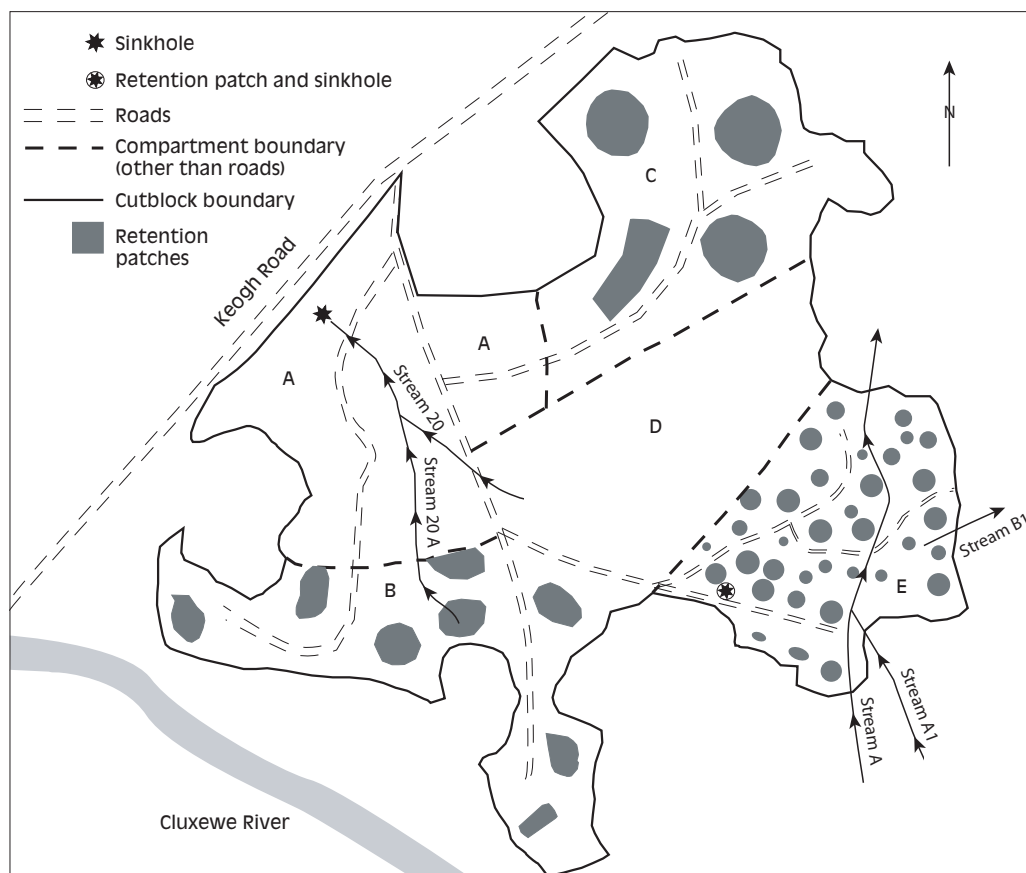 Sinkhole
Retention patch and sinkhole
Roads
Compartment boundary
(other than roads)
Cutblock boundary
Retention
patches
N
Keogh Road
C
A
A
Stream 20
D
Stream 20 A
Stream B1
B
E
Stream A
Stream A1
Cluxewe River